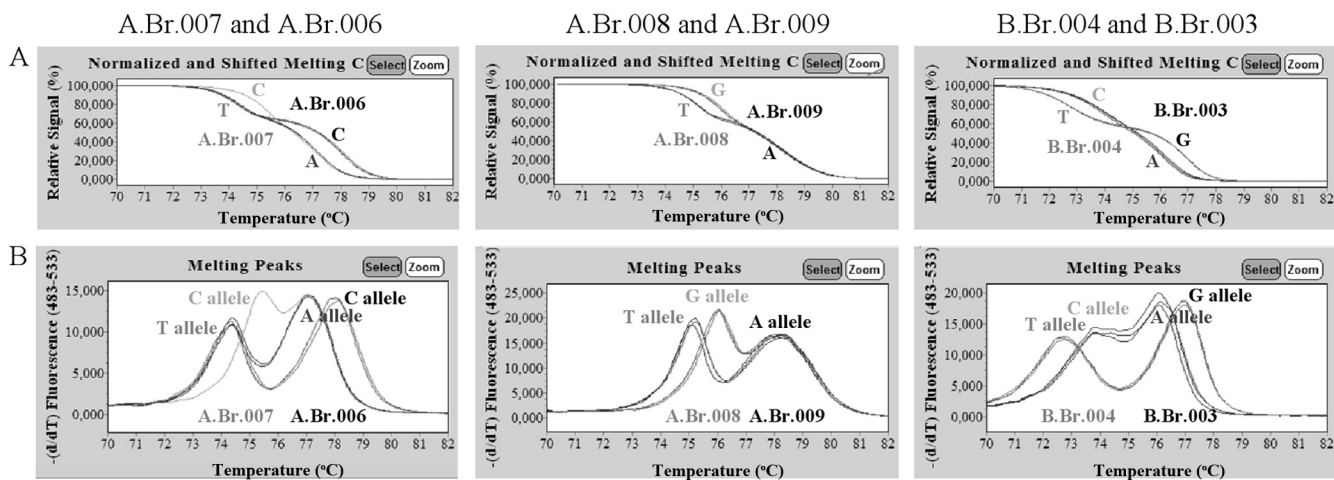 A.Br.007 and A.Br.006
A.Br.008 and A.Br.009
B.Br.004 and B.Br.003
A
Normalized and Shifted Melting C Select Zoom
Relative Signal (%)
100,000
80,000
60,000
40,000
20,000
0,000
C
T
A.Br.006
A.Br.007
C
A
70 71 72 73 74 75 76 77 78 79 80 81 82
Temperature (°C)
Normalized and Shifted Melting C Select Zoom
Relative Signal (%)
100,000
80,000
60,000
40,000
20,000
0,000
G
T
A.Br.009
A.Br.008
A
70 71 72 73 74 75 76 77 78 79 80 81 82
Temperature (°C)
Normalized and Shifted Melting C Select Zoom
Relative Signal (%)
100,000
80,000
60,000
40,000
20,000
0,000
C
T
B.Br.003
B.Br.004
G
A
70 71 72 73 74 75 76 77 78 79 80 81 82
Temperature (°C)
B
Melting Peaks Select Zoom
-(d/dT) Fluorescence (483-533)
15,000
10,000
5,000
0,000
C allele
C allele
T allele
A allele
A.Br.007
A.Br.006
70 71 72 73 74 75 76 77 78 79 80 81 82
Temperature (°C)
Melting Peaks Select Zoom
-(d/dT) Fluorescence (483-533)
25,000
20,000
15,000
10,000
5,000
0,000
G allele
T allele
A allele
A.Br.008
A.Br.009
70 71 72 73 74 75 76 77 78 79 80 81 82
Temperature (°C)
Melting Peaks Select Zoom
-(d/dT) Fluorescence (483-533)
25,000
20,000
15,000
10,000
5,000
0,000
G allele
C allele
T allele
A allele
B.Br.004
B.Br.003
70 71 72 73 74 75 76 77 78 79 80 81 82
Temperature (°C)